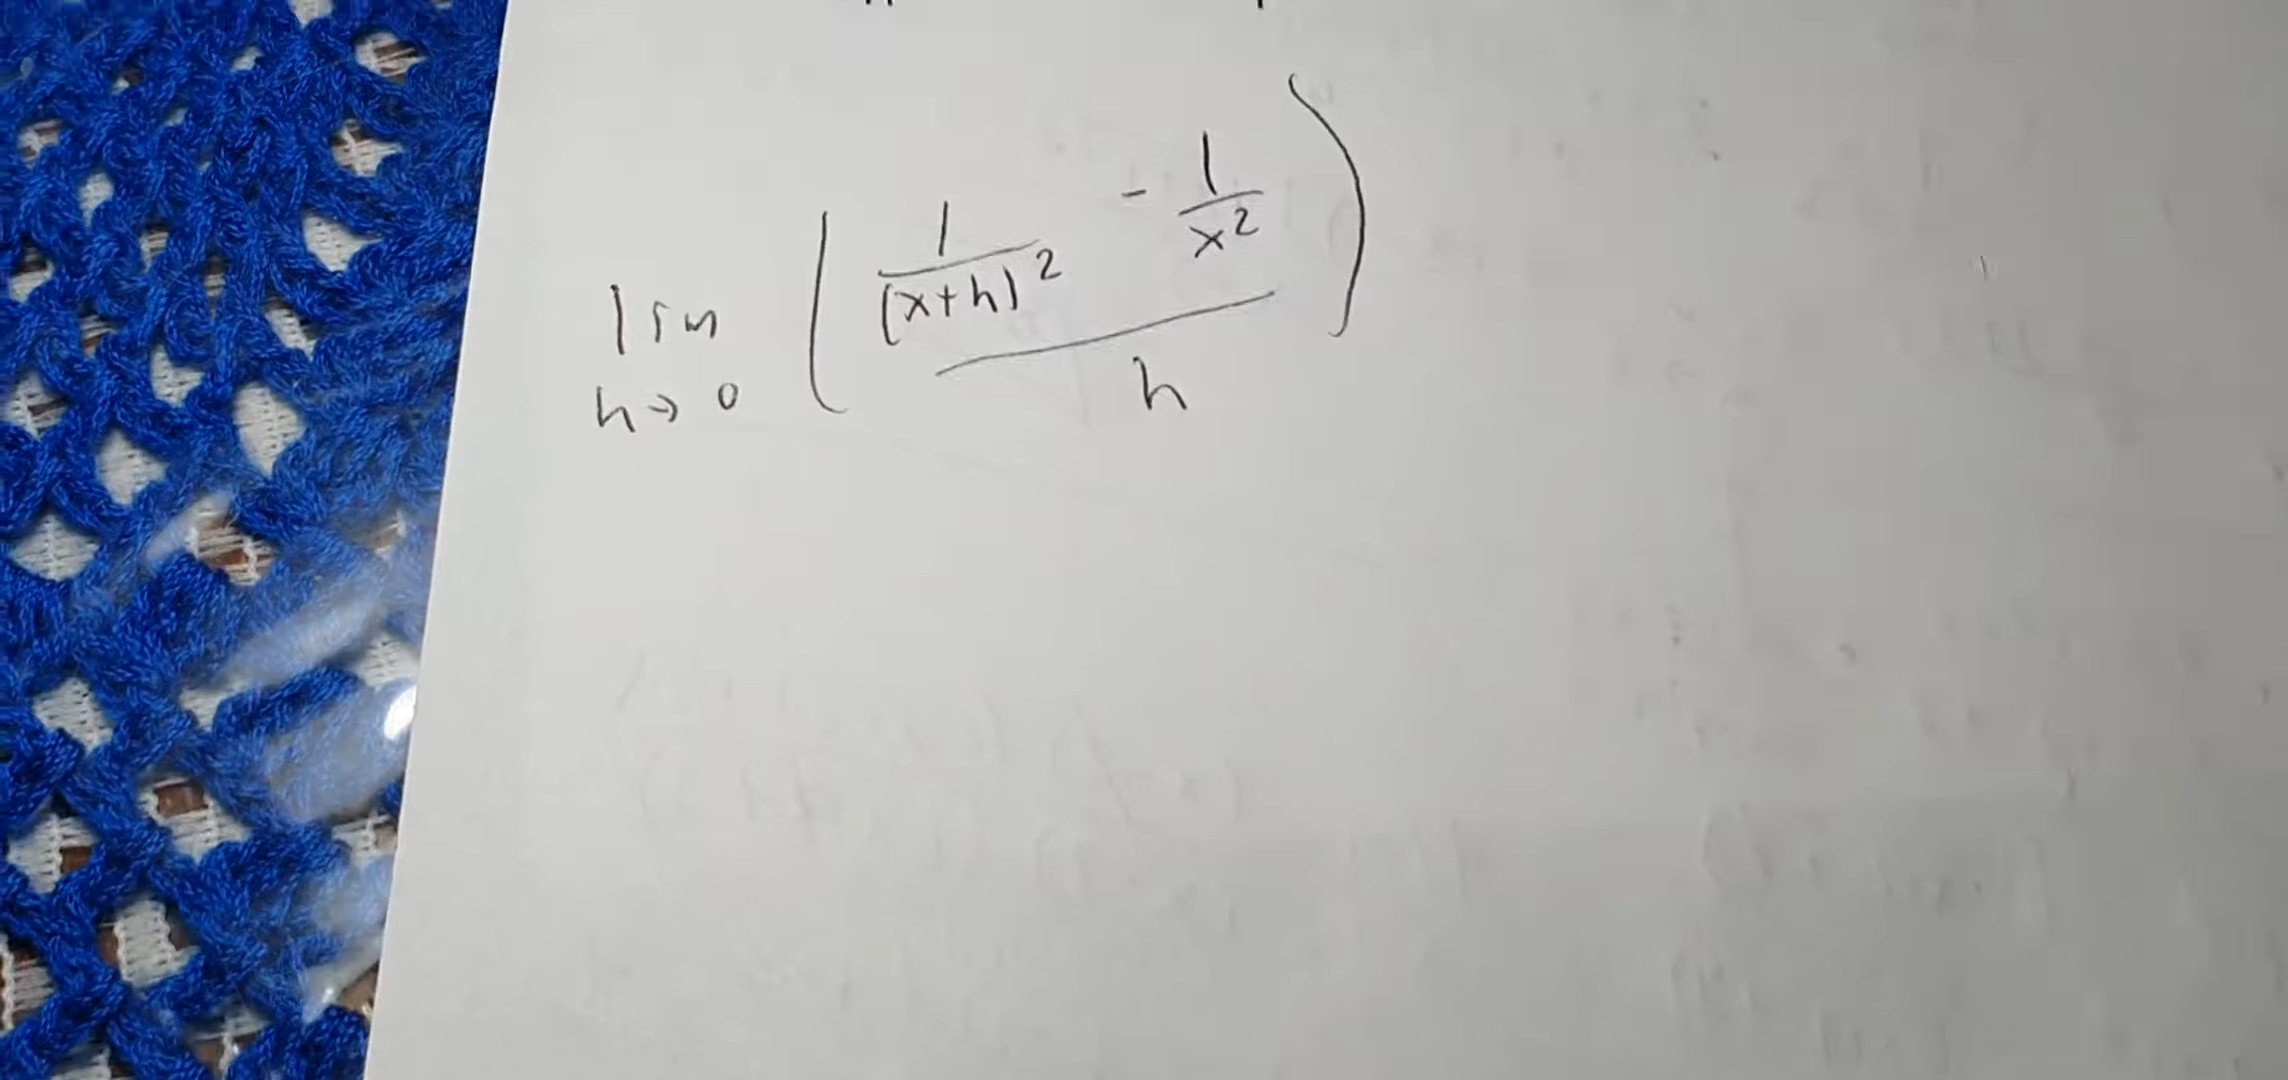 lim h→0 ( (1/(x+h)² - 1/x²) / h )